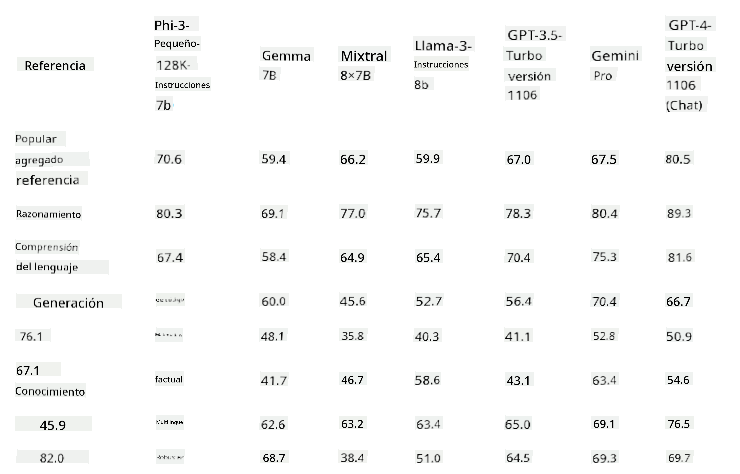 Referencia Phi-3- Pequeño- 128K- Instrucciones 7b Gemma 7B Mixtral 8×7B Llama-3- Instrucciones 8b GPT-3.5- Turbo versión 1106 Gemini Pro GPT-4- Turbo versión 1106 (Chat)
Popular agregado referencia 70.6 59.4 66.2 59.9 67.0 67.5 80.5
Razonamiento 80.3 69.1 77.0 75.7 78.3 80.4 89.3
Comprensión del lenguaje 67.4 58.4 64.9 65.4 70.4 75.3 81.6
Generación 60.0 45.6 52.7 56.4 70.4 66.7
76.1 48.1 35.8 40.3 41.1 52.8 50.9
67.1 Conocimiento factual 41.7 46.7 58.6 43.1 63.4 54.6
45.9 Multilingüe 62.6 63.2 63.4 65.0 69.1 76.5
82.0 68.7 38.4 51.0 64.5 69.3 69.7